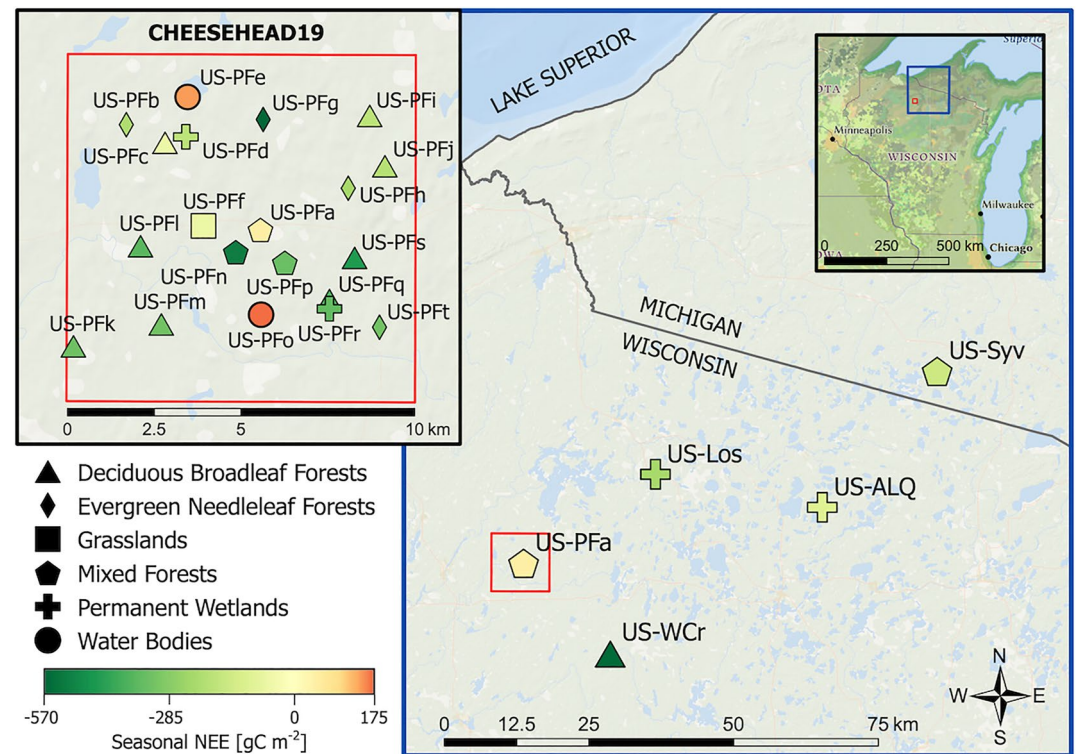 CHEESEHEAD19
US-PFe
US-PFb
US-PFg
US-PFi
US-PFc
US-PFd
US-PFj
US-PFh
US-PFf
US-PFa
US-PFl
US-PFs
US-PFn
US-PFp
US-PFq
US-PFm
US-PFk
US-PFo
US-PFr
US-PFt
0 2.5 5 10 km
Deciduous Broadleaf Forests
Evergreen Needleleaf Forests
Grasslands
Mixed Forests
Permanent Wetlands
Water Bodies
-570 -285 0 175
Seasonal NEE [gC m⁻²]
LAKE SUPERIOR
MICHIGAN
WISCONSIN
US-Syv
US-Los
US-ALQ
US-PFa
US-WCr
0 12.5 25 50 75 km
N
W E
S
Superio
OTA
Minneapolis
WISCONSIN
Milwaukee
0 250 500 km
Chicago
OWA